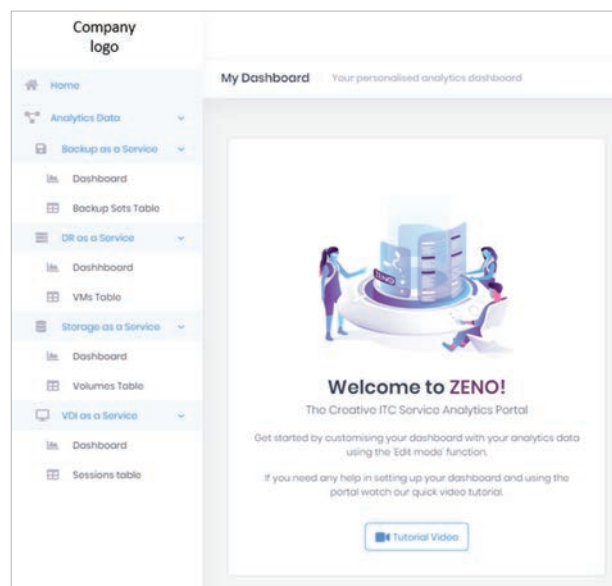 Company
logo
Home
Analytics Data
Backup as a Service
Dashboard
Backup Sets Table
DR as a Service
Dashhboard
VMs Table
Storage as a Service
Dashboard
Volumes Table
VDI as a Service
Dashboard
Sessions table
My Dashboard Your personalised analytics dashboard
ZENO
Welcome to ZENO!
The Creative ITC Service Analytics Portal
Get started by customising your dashboard with your analytics data
using the 'Edit mode' function.
If you need any help in setting up your dashboard and using the
portal watch our quick video tutorial.
Tutorial Video